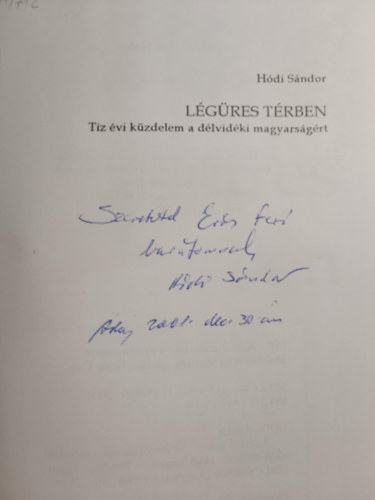 Hódi Sándor
LÉGÜRES TÉRBEN
Tíz évi küzdelem a délvidéki magyarságért
Szeretettel Erős Feri
barátomnak
Hódi Sándor
Ada, 2001. dec. 30-án